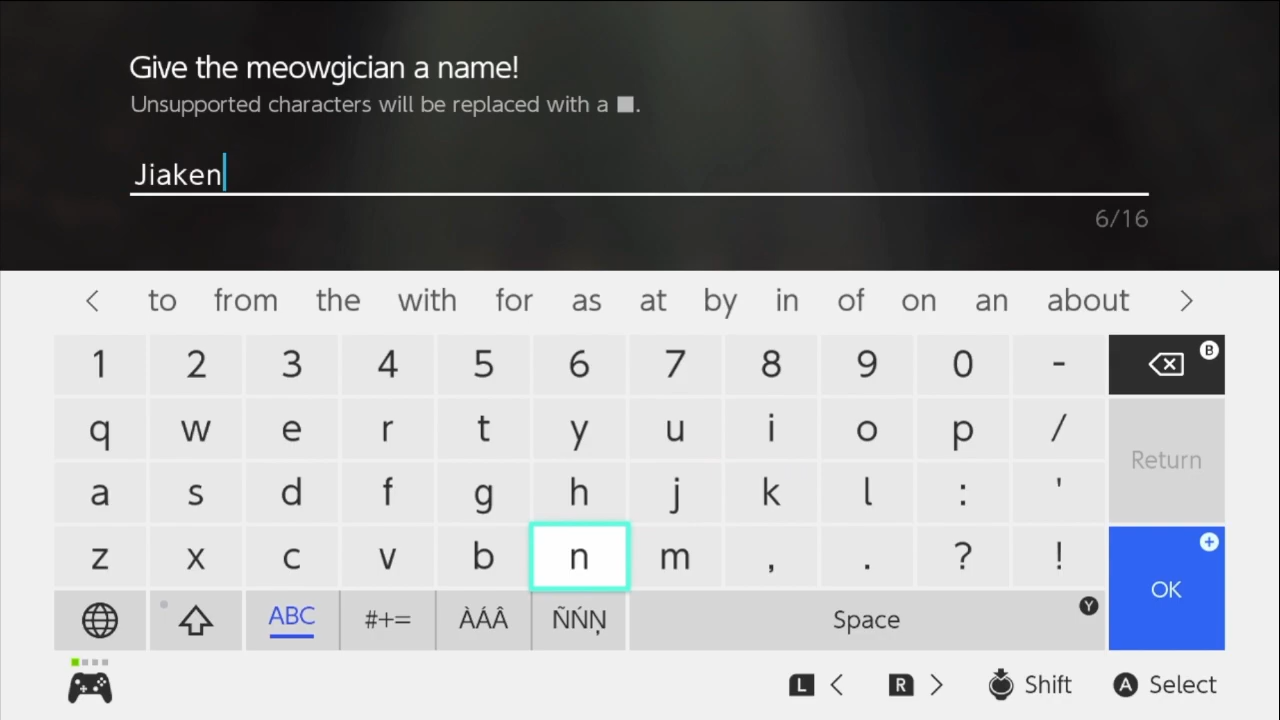 Give the meowgician a name!
Unsupported characters will be replaced with a ■.
Jiaken
6/16
< to from the with for as at by in of on an about >
1 2 3 4 5 6 7 8 9 0 - B
q w e r t y u i o p /
Return
a s d f g h j k l : '
z x c v b n m , . ? ! +
OK
ABC #+= ÀÁÂ ÑŃŅ Space Y
L < R > Shift A Select